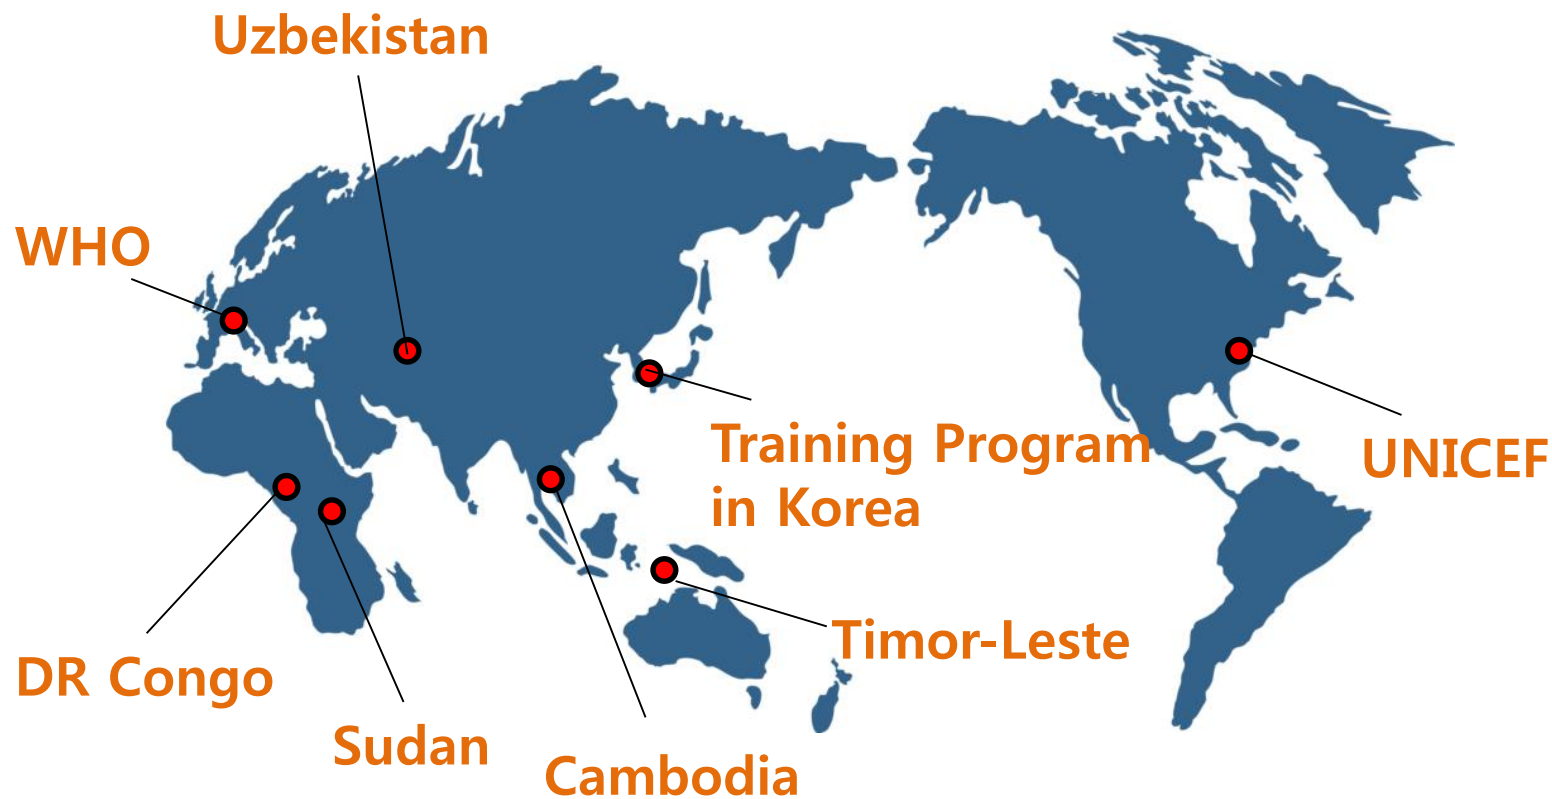 Uzbekistan
WHO
Training Program
in Korea
UNICEF
Timor-Leste
DR Congo
Sudan
Cambodia